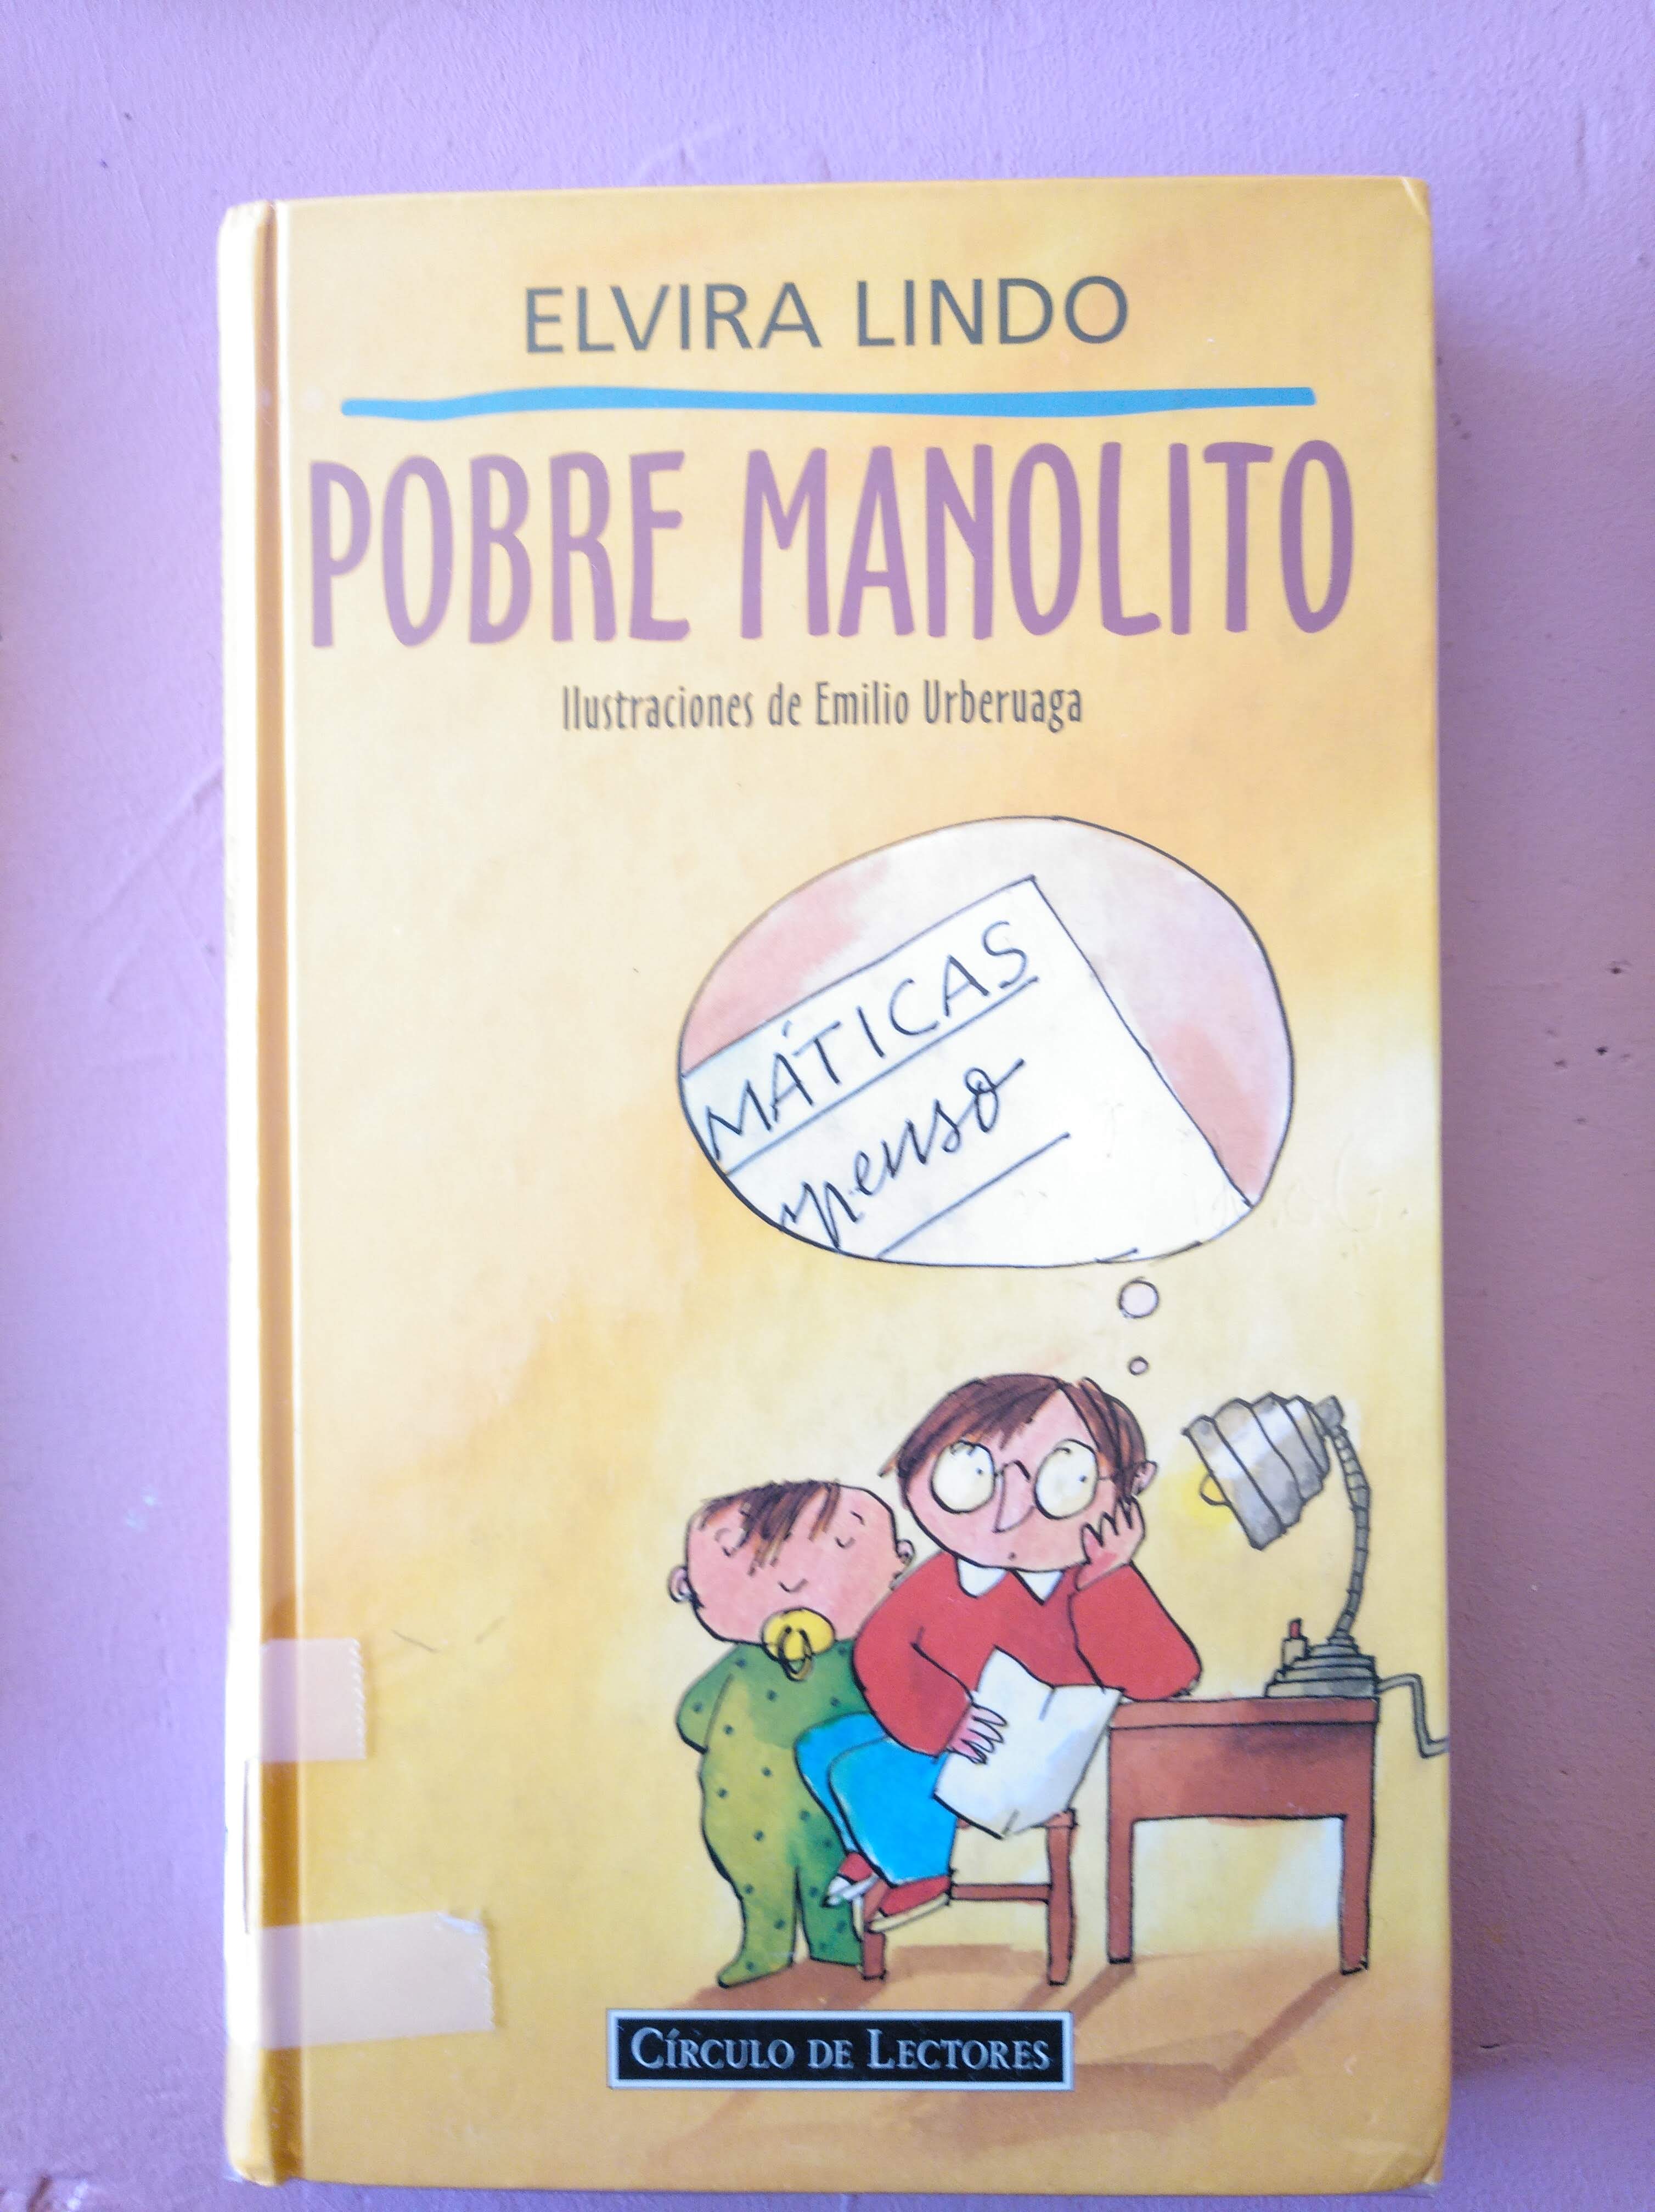 ELVIRA LINDO
POBRE MANOLITO
Ilustraciones de Emilio Urberuaga
MÁTICAS
penso
CÍRCULO DE LECTORES